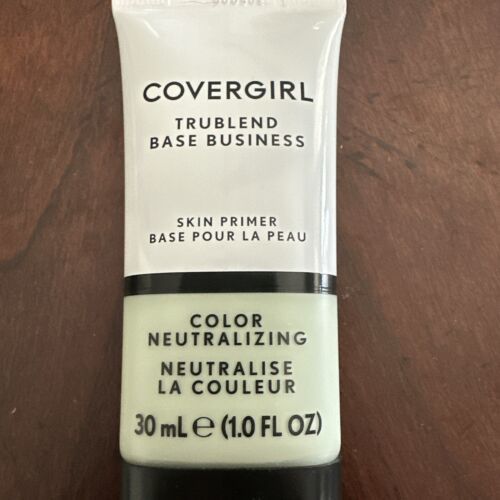 COVERGIRL
TRUBLEND
BASE BUSINESS
SKIN PRIMER
BASE POUR LA PEAU
COLOR
NEUTRALIZING
NEUTRALISE
LA COULEUR
30 mL e (1.0 FL OZ)